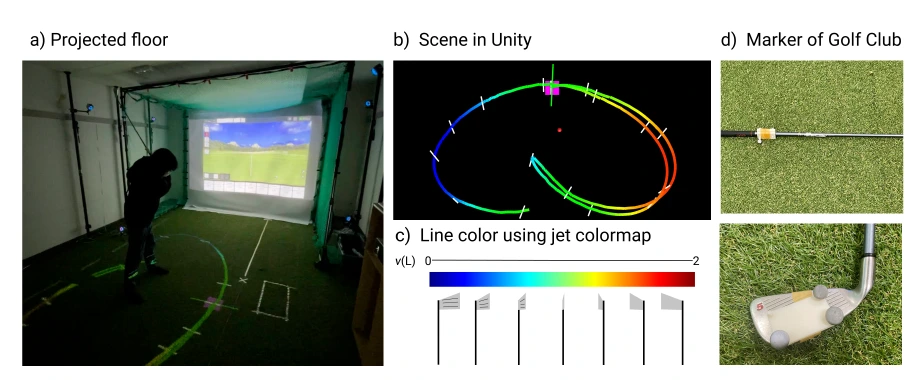 a) Projected floor
b) Scene in Unity
d) Marker of Golf Club
c) Line color using jet colormap
v(L) 0 2
5